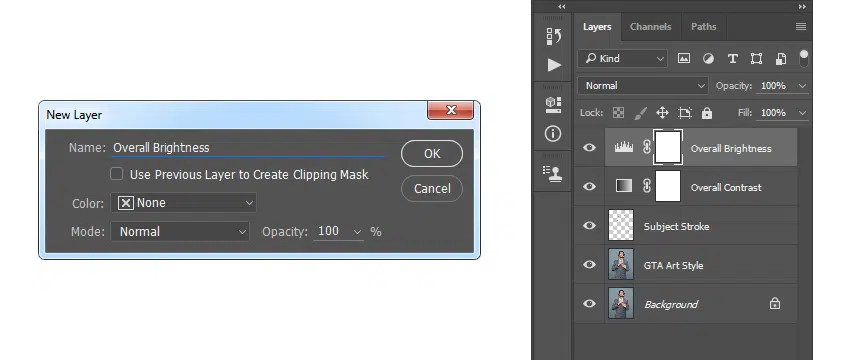 New Layer
Name: Overall Brightness
OK
Use Previous Layer to Create Clipping Mask
Cancel
Color: None
Mode: Normal Opacity: 100 %
Layers Channels Paths
Kind
Normal Opacity: 100%
Lock: Fill: 100%
Overall Brightness
Overall Contrast
Subject Stroke
GTA Art Style
Background